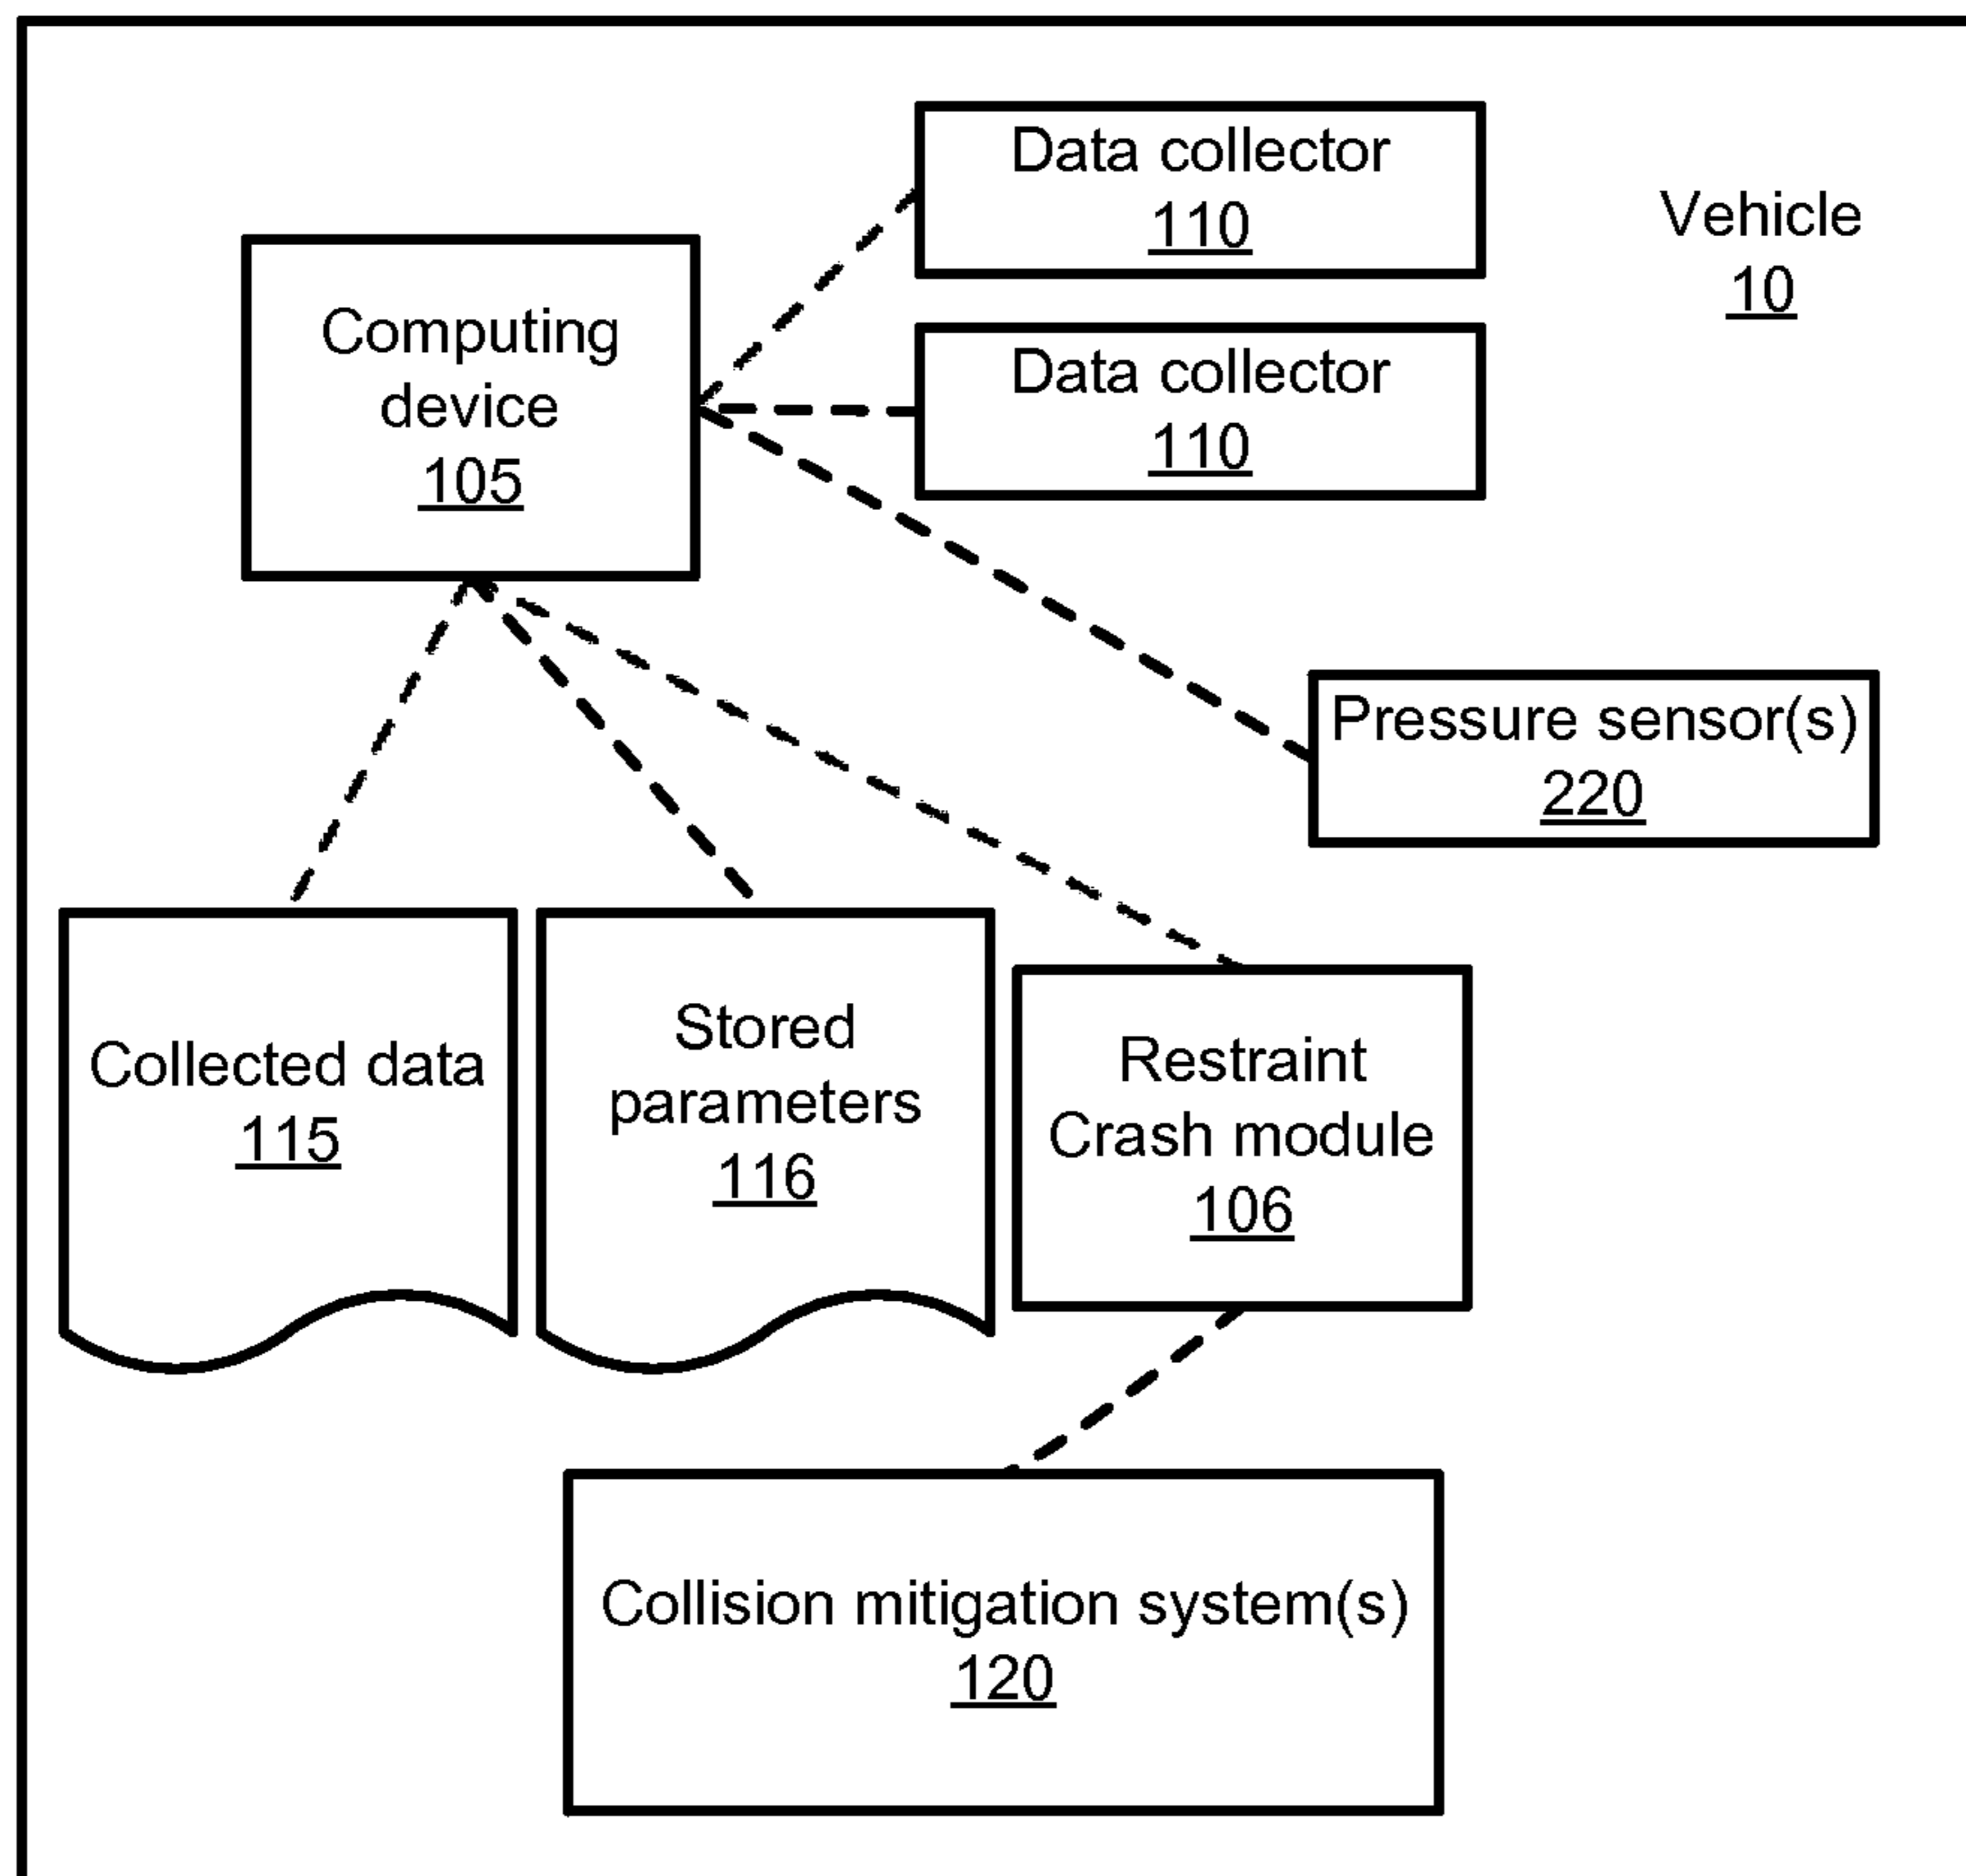 Data collector
110
Vehicle
10
Computing
device
105
Data collector
110
Pressure sensor(s)
220
Collected data
115
Stored
parameters
116
Restraint
Crash module
106
Collision mitigation system(s)
120